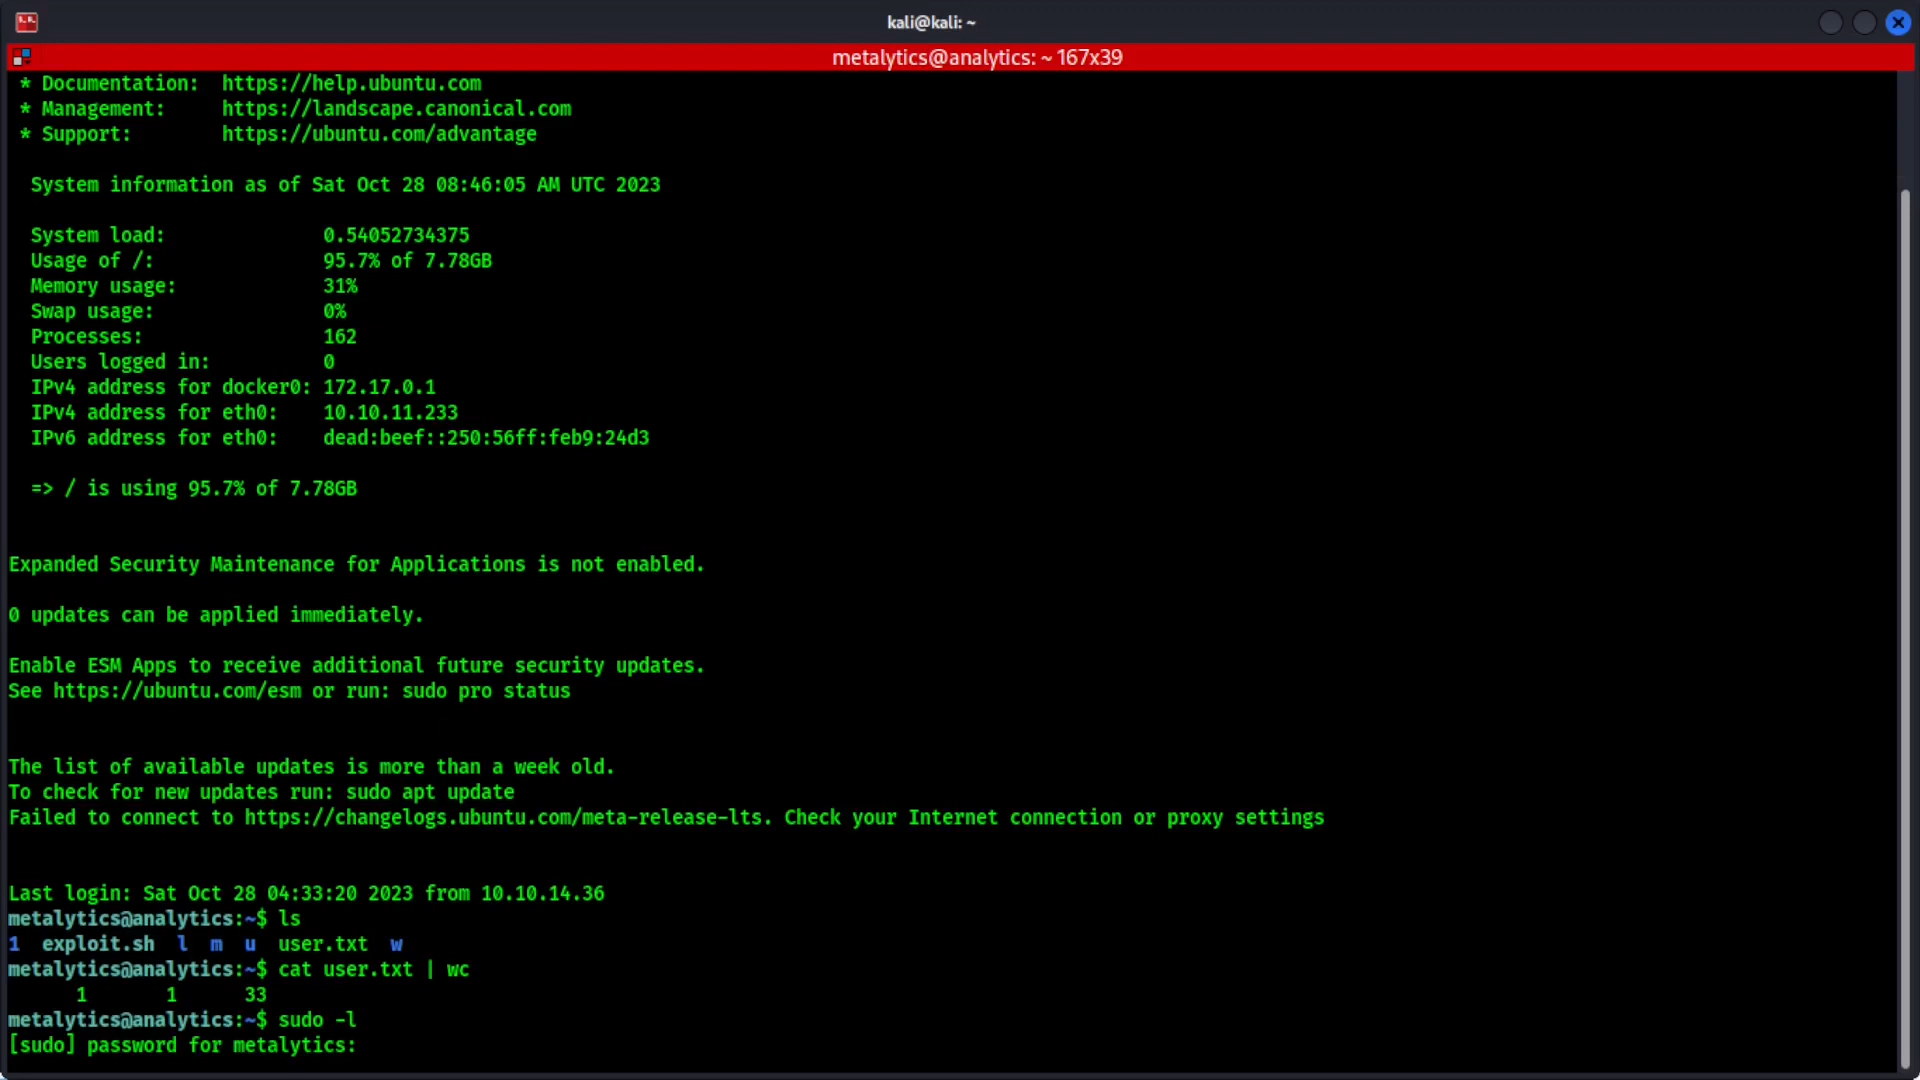 kali@kali: ~
metalytics@analytics: ~ 167x39
* Documentation:  https://help.ubuntu.com
* Management:     https://landscape.canonical.com
* Support:        https://ubuntu.com/advantage
System information as of Sat Oct 28 08:46:05 AM UTC 2023
System load:              0.54052734375
Usage of /:               95.7% of 7.78GB
Memory usage:             31%
Swap usage:               0%
Processes:                162
Users logged in:          0
IPv4 address for docker0: 172.17.0.1
IPv4 address for eth0:    10.10.11.233
IPv6 address for eth0:    dead:beef::250:56ff:feb9:24d3
=> / is using 95.7% of 7.78GB
Expanded Security Maintenance for Applications is not enabled.
0 updates can be applied immediately.
Enable ESM Apps to receive additional future security updates.
See https://ubuntu.com/esm or run: sudo pro status
The list of available updates is more than a week old.
To check for new updates run: sudo apt update
Failed to connect to https://changelogs.ubuntu.com/meta-release-lts. Check your Internet connection or proxy settings
Last login: Sat Oct 28 04:33:20 2023 from 10.10.14.36
metalytics@analytics:~$ ls
1  exploit.sh  l  m  u  user.txt  w
metalytics@analytics:~$ cat user.txt | wc
      1       1      33
metalytics@analytics:~$ sudo -l
[sudo] password for metalytics: